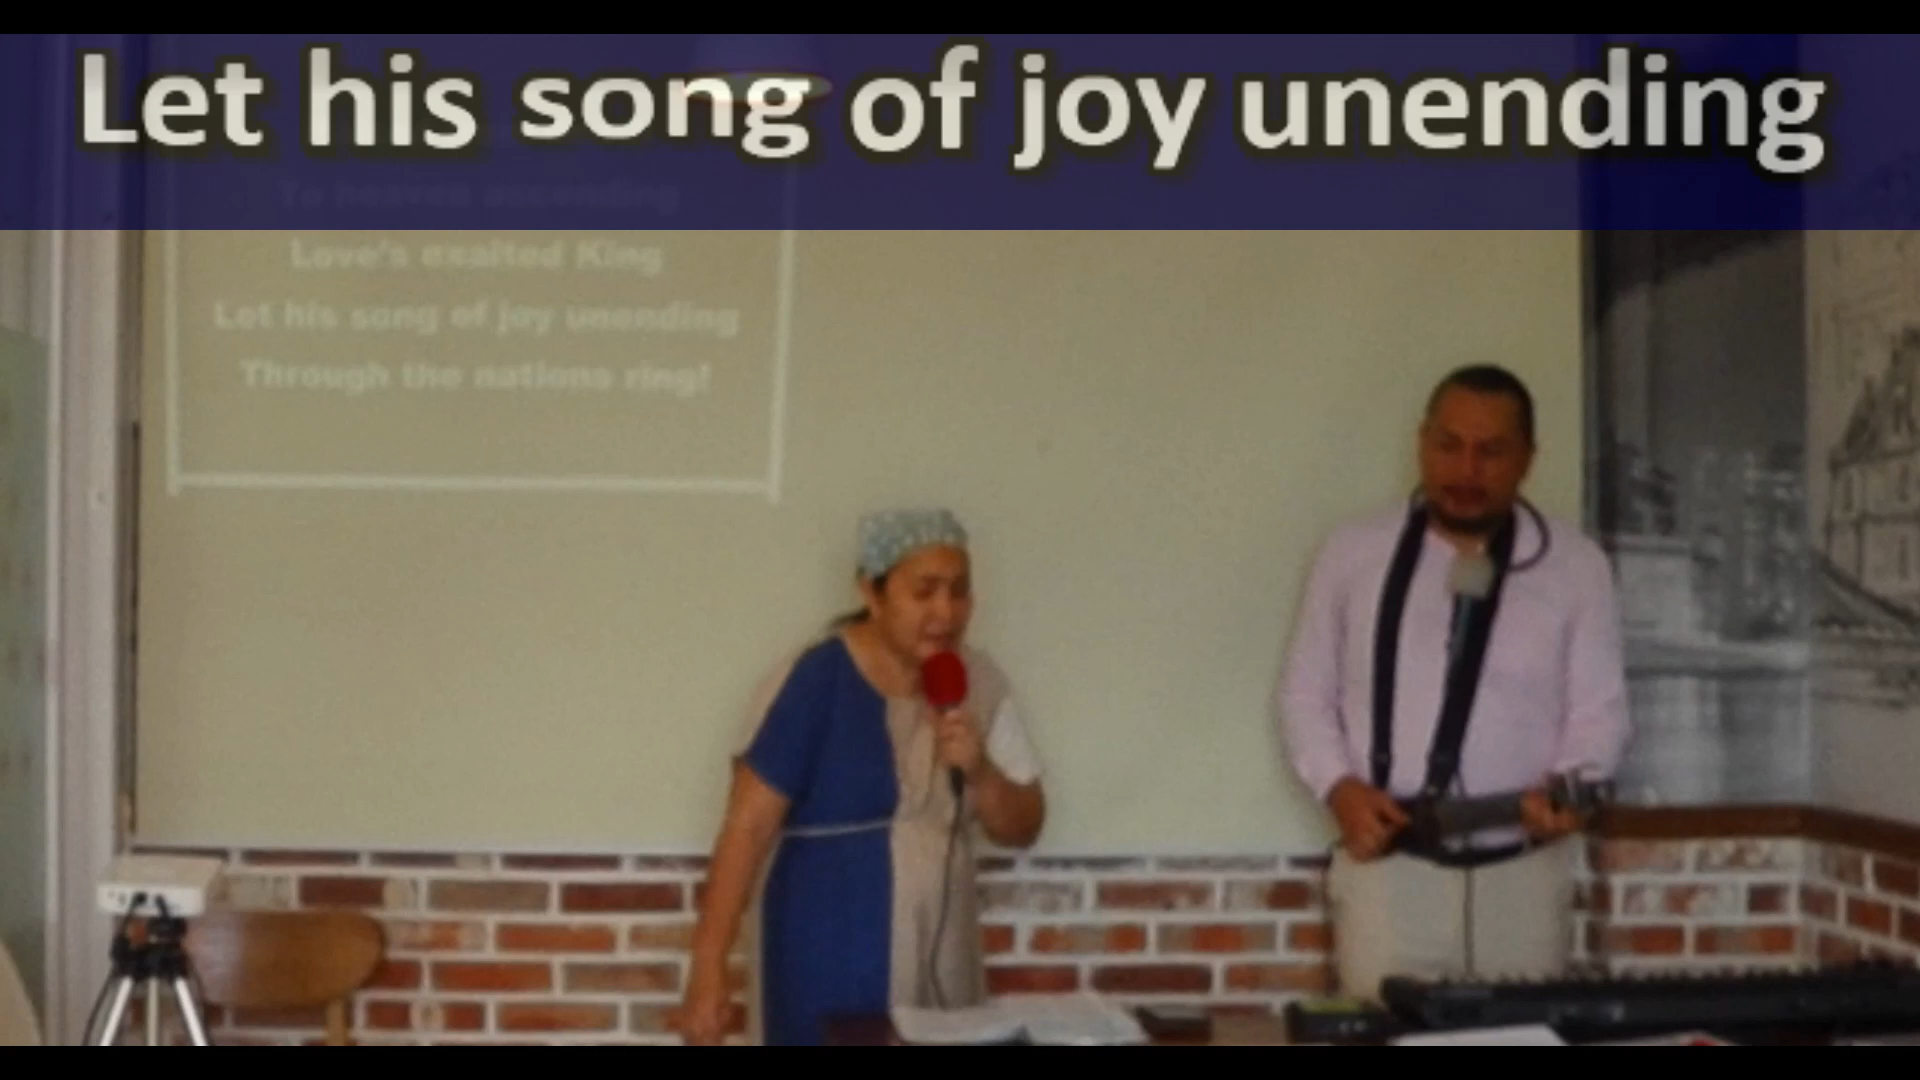 Let his song of joy unending
To heaven ascending
Love's exalted King
Let his song of joy unending
Through the nations ring!